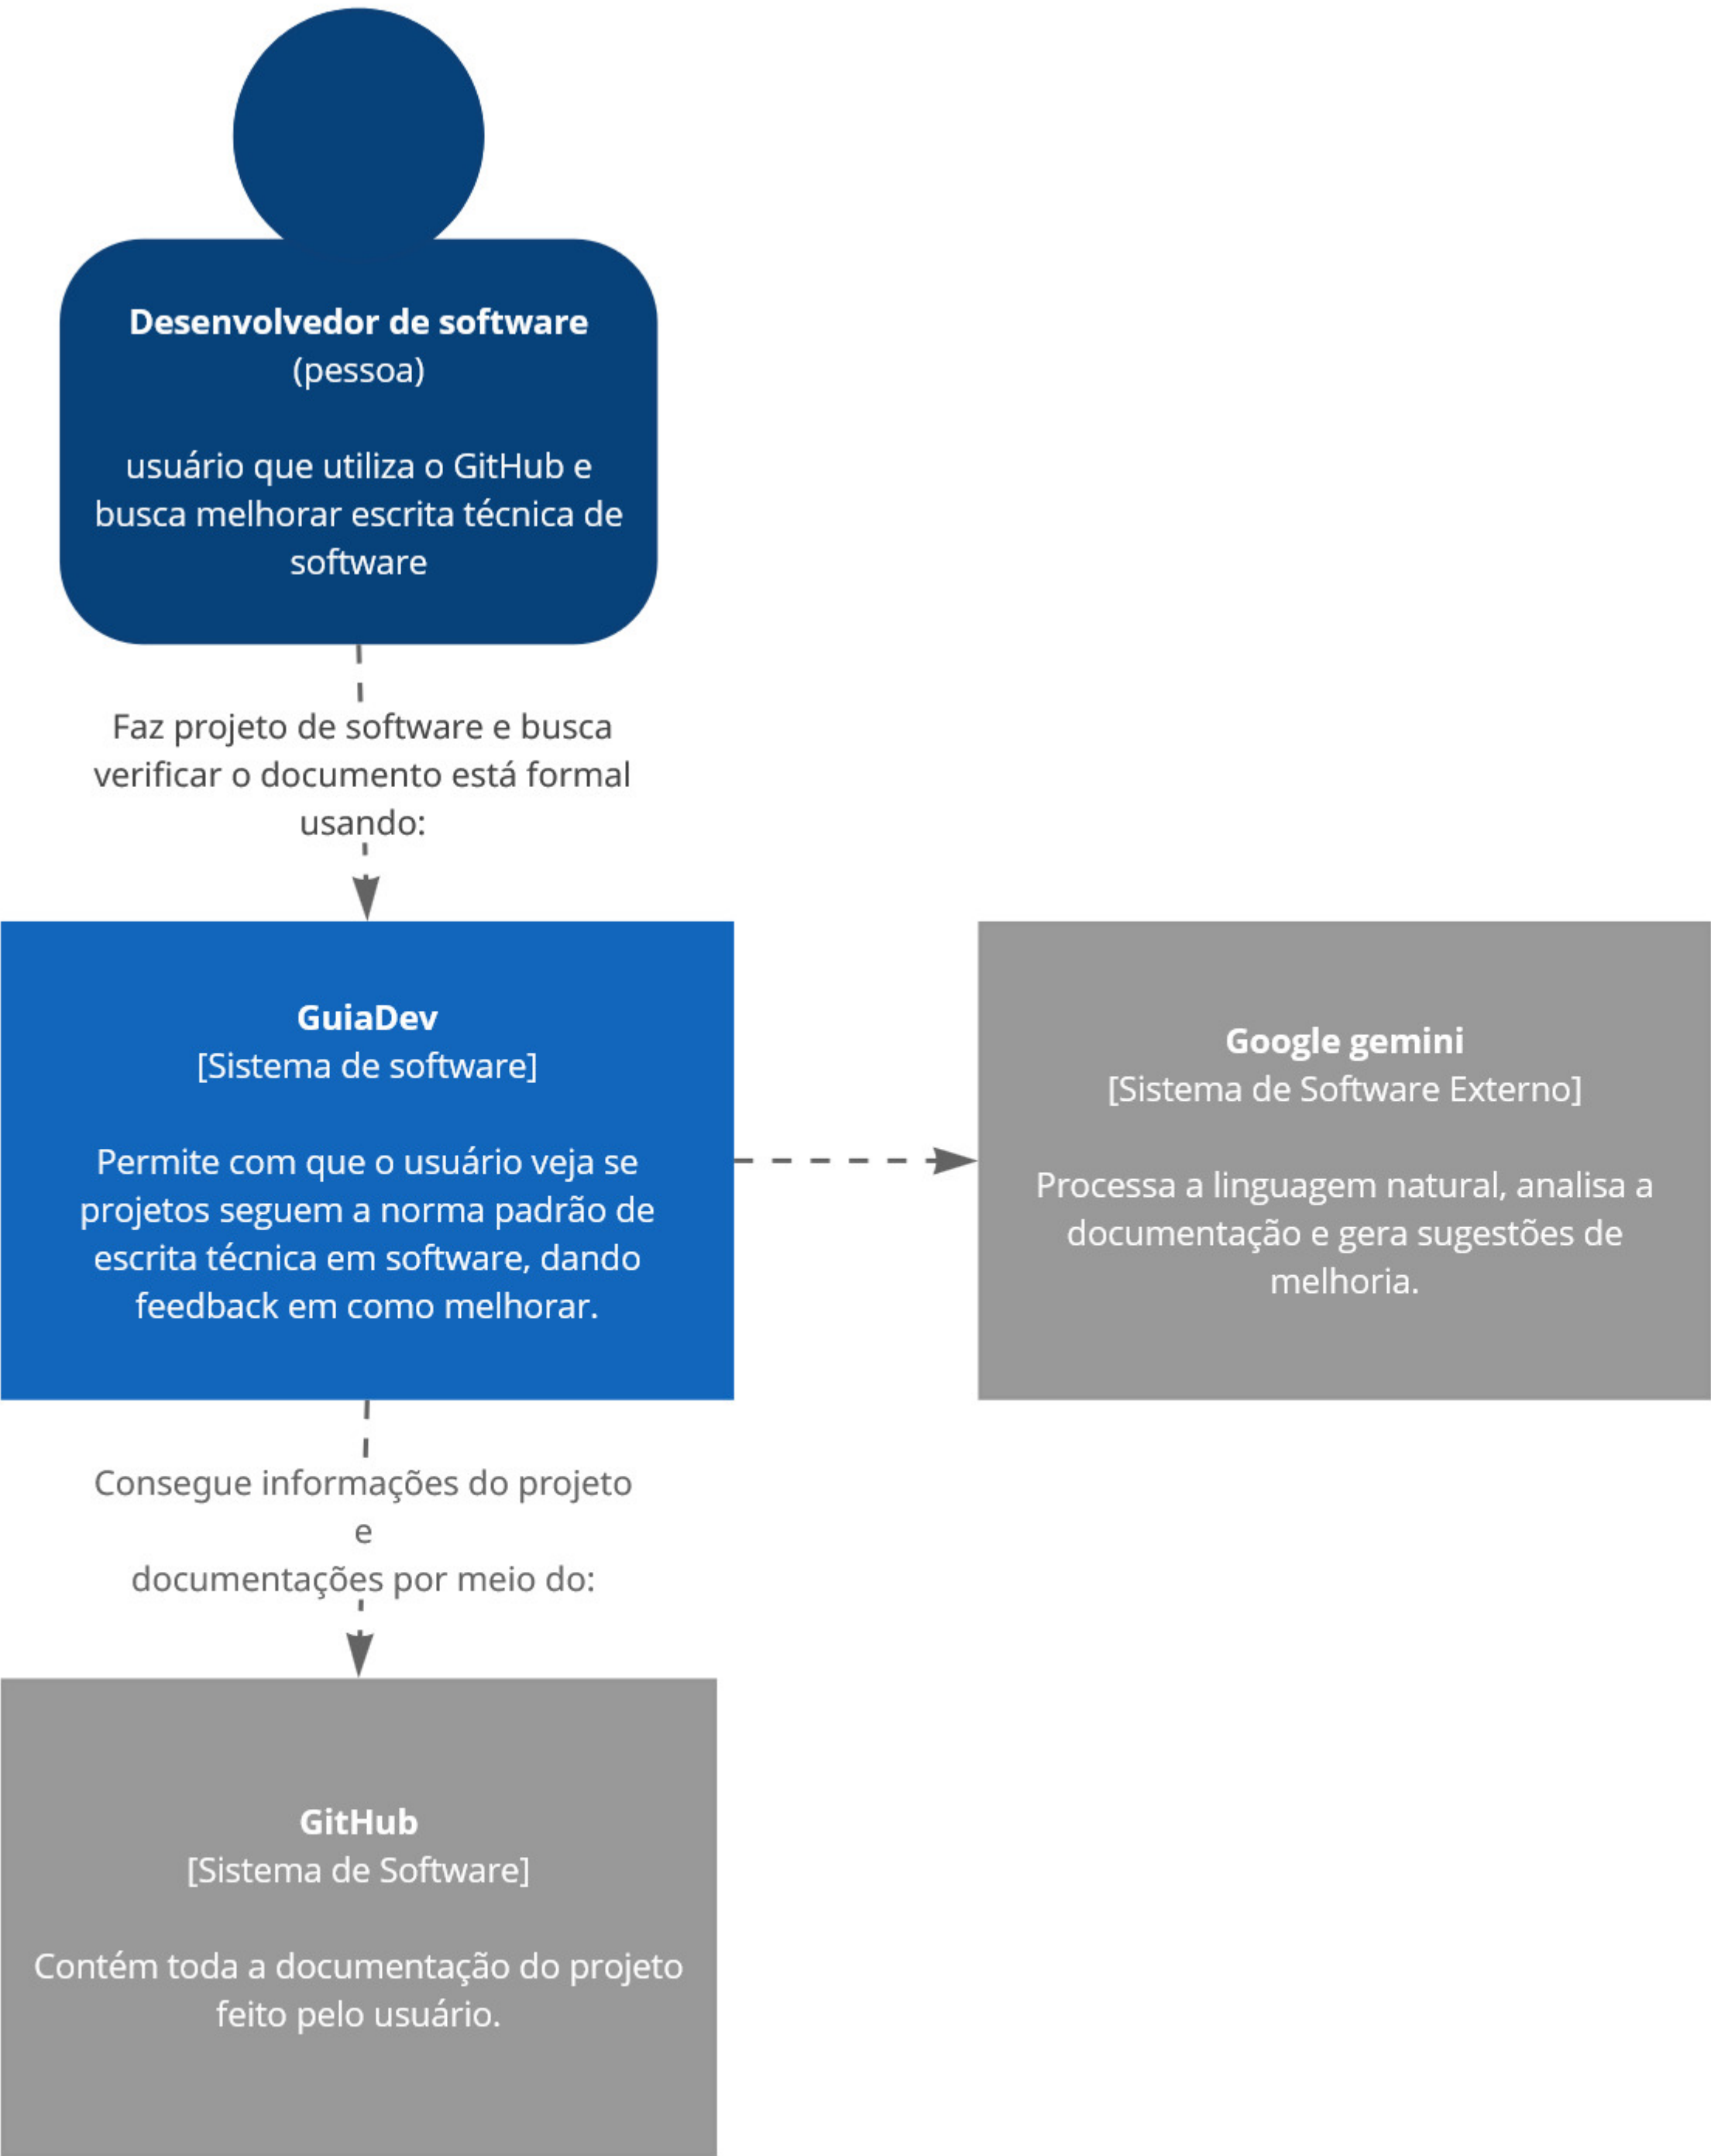 Desenvolvedor de software
(pessoa)
usuário que utiliza o GitHub e
busca melhorar escrita técnica de
software
Faz projeto de software e busca
verificar o documento está formal
usando:
GuiaDev
[Sistema de software]
Permite com que o usuário veja se
projetos seguem a norma padrão de
escrita técnica em software, dando
feedback em como melhorar.
Google gemini
[Sistema de Software Externo]
Processa a linguagem natural, analisa a
documentação e gera sugestões de
melhoria.
Consegue informações do projeto
e
documentações por meio do:
GitHub
[Sistema de Software]
Contém toda a documentação do projeto
feito pelo usuário.